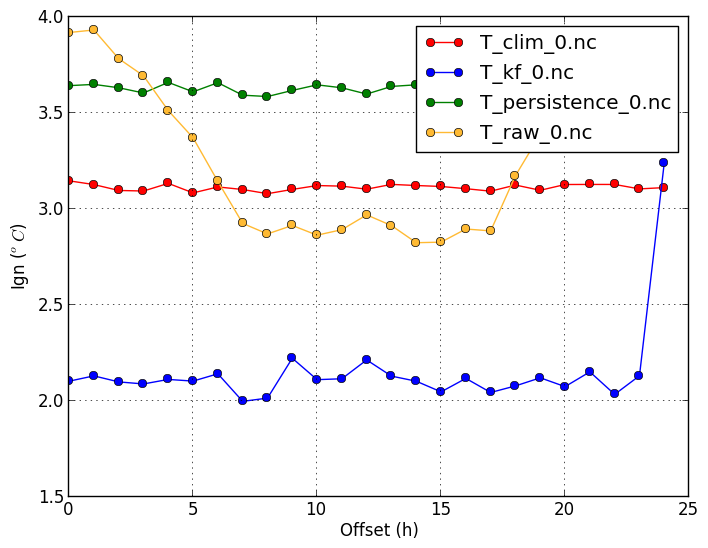 4.0
3.5
3.0
2.5
2.0
1.5
Ign (° C)
T_clim_0.nc
T_kf_0.nc
T_persistence_0.nc
T_raw_0.nc
0 5 10 15 20 25
Offset (h)